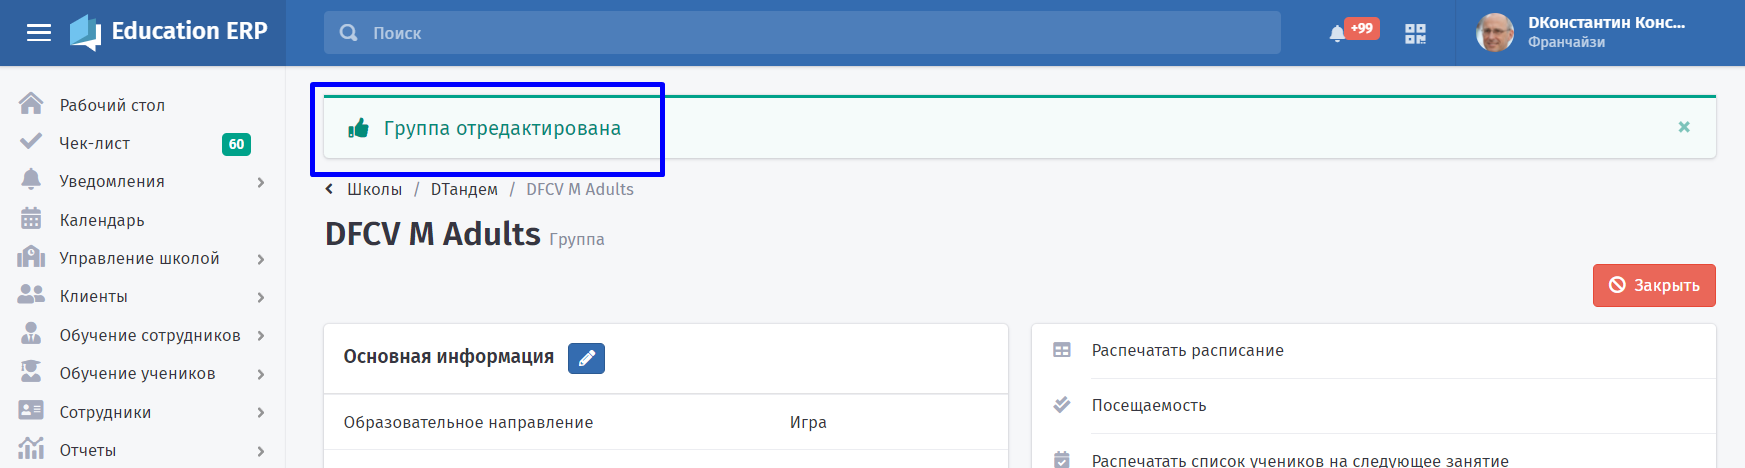 Education ERP
Поиск
+99
DКонстантин Конс...
Франчайзи
Рабочий стол
Чек-лист
60
Уведомления
Календарь
Управление школой
Клиенты
Обучение сотрудников
Обучение учеников
Сотрудники
Отчеты
Группа отредактирована
Школы / DТандем / DFCV M Adults
DFCV M Adults Группа
Закрыть
Основная информация
Образовательное направление Игра
Распечатать расписание
Посещаемость
Распечатать список учеников на следующее занятие